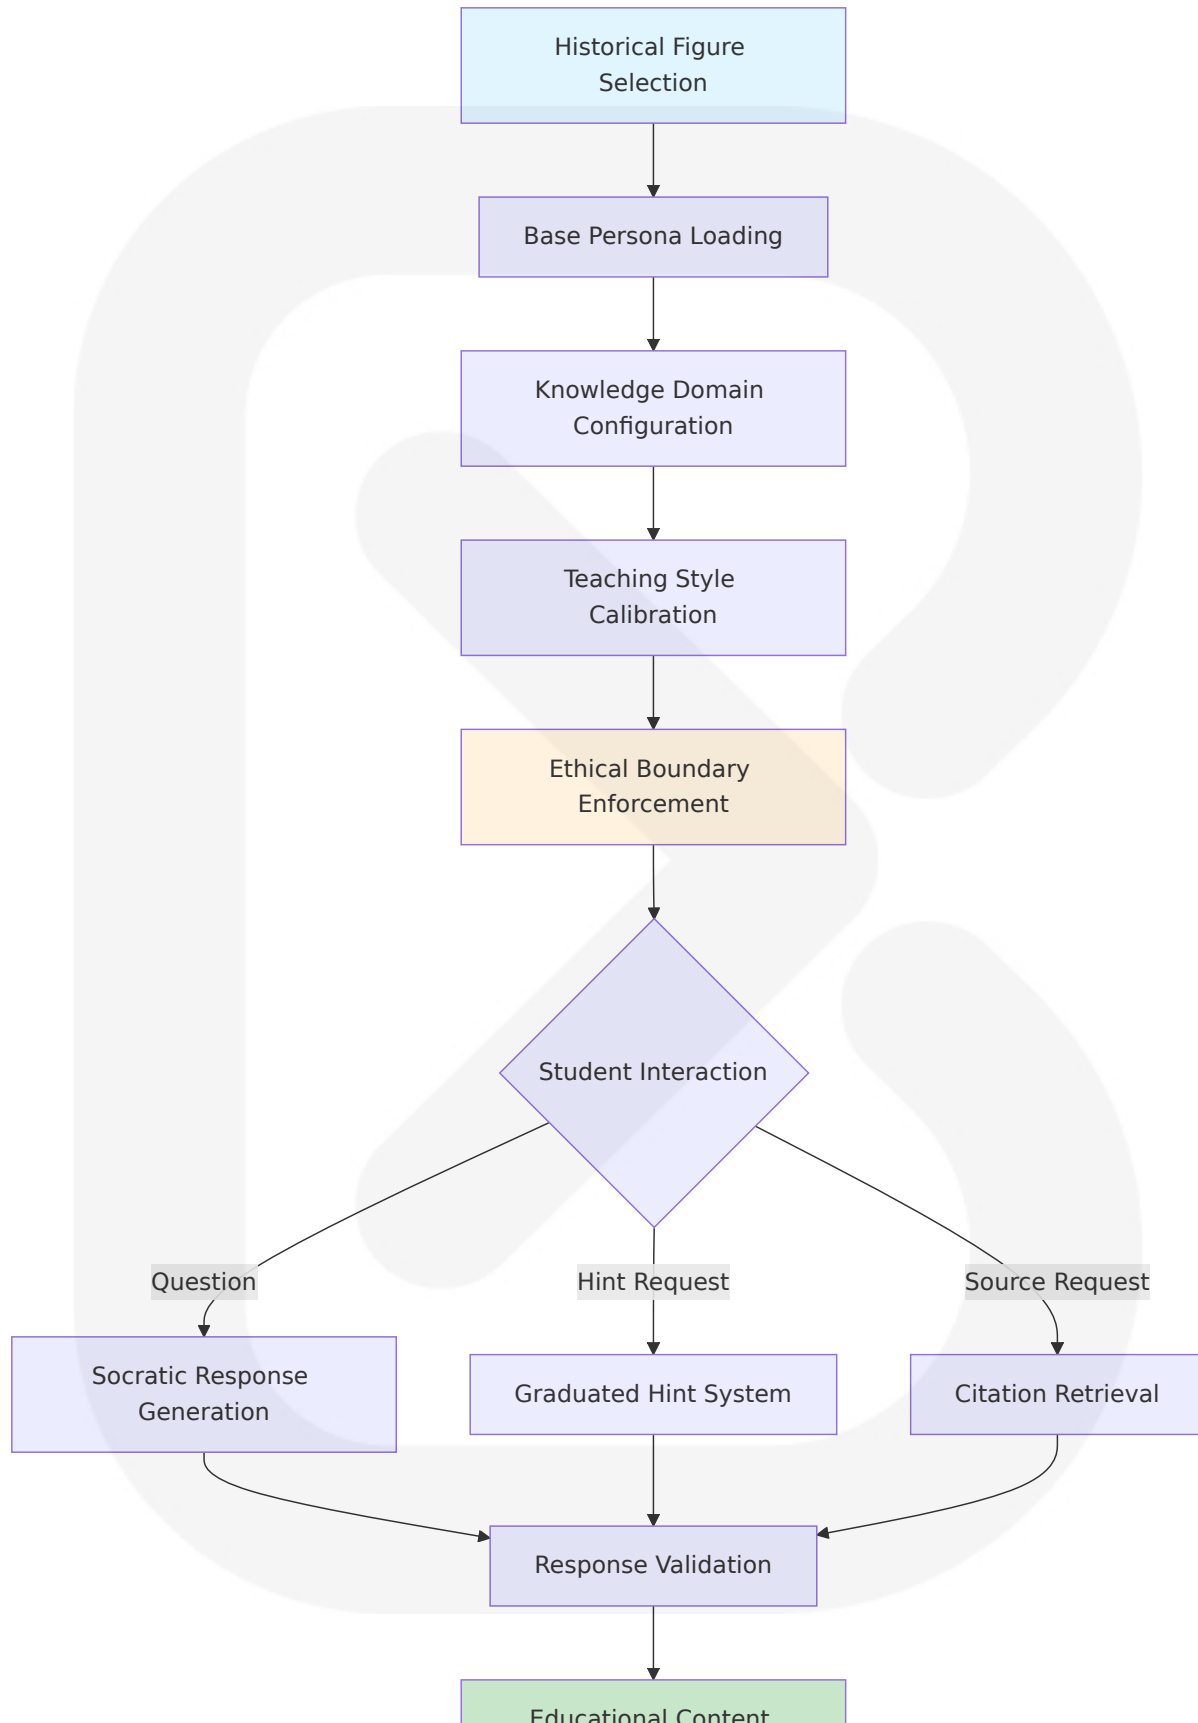 Historical Figure
Selection
Base Persona Loading
Knowledge Domain
Configuration
Teaching Style
Calibration
Ethical Boundary
Enforcement
Student Interaction
Question
Hint Request
Source Request
Socratic Response
Generation
Graduated Hint System
Citation Retrieval
Response Validation
Educational Content